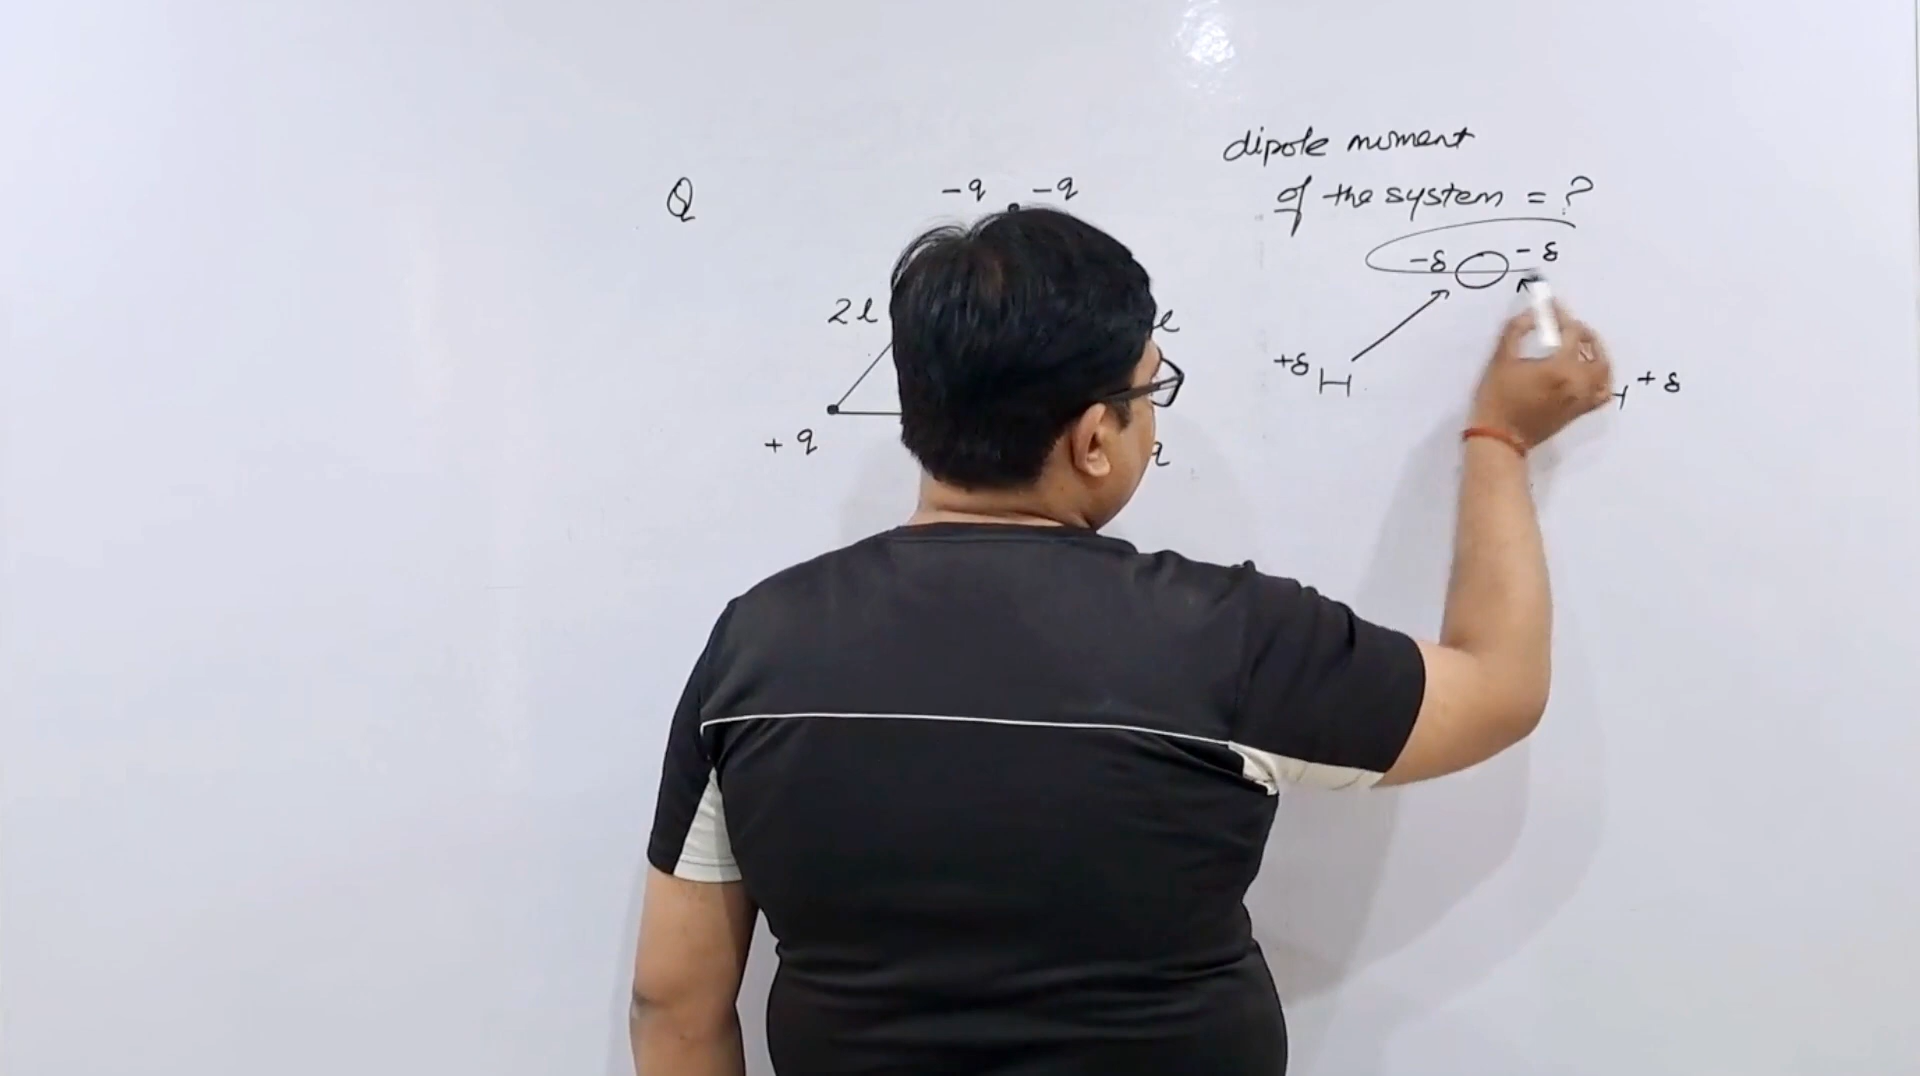 Q
-q -q
2l
l
+q
q
dipole moment
of the system = ?
-δ O -δ
+δ H
H +δ